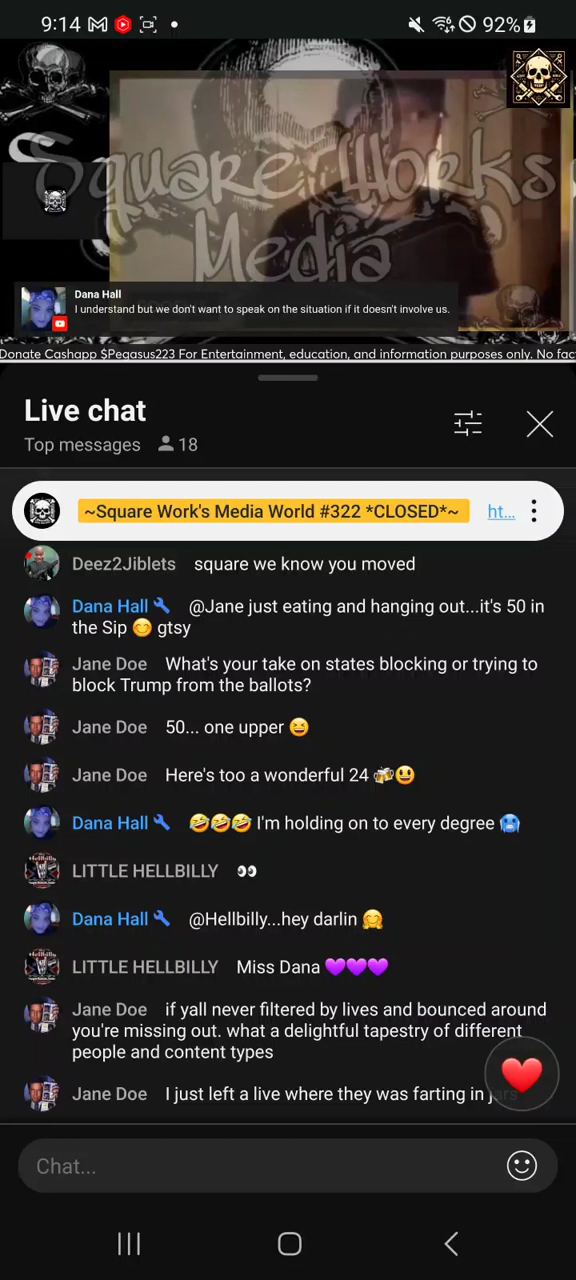 9:14
92%
Square Works
Media
Dana Hall
I understand but we don't want to speak on the situation if it doesn't involve us.
Donate Cashapp $Pegasus223 For Entertainment, education, and information purposes only. No fac
Live chat
Top messages 18
~Square Work's Media World #322 *CLOSED*~ ht...
Deez2Jiblets square we know you moved
Dana Hall @Jane just eating and hanging out...it's 50 in
the Sip 😊 gtsy
Jane Doe What's your take on states blocking or trying to
block Trump from the ballots?
Jane Doe 50... one upper 😆
Jane Doe Here's too a wonderful 24 🍻😃
Dana Hall 🤣🤣🤣 I'm holding on to every degree 🥶
LITTLE HELLBILLY 👀
Dana Hall @Hellbilly...hey darlin 🤗
LITTLE HELLBILLY Miss Dana 💜💜💜
Jane Doe if yall never filtered by lives and bounced around
you're missing out. what a delightful tapestry of different
people and content types
Jane Doe I just left a live where they was farting in jars
Chat...